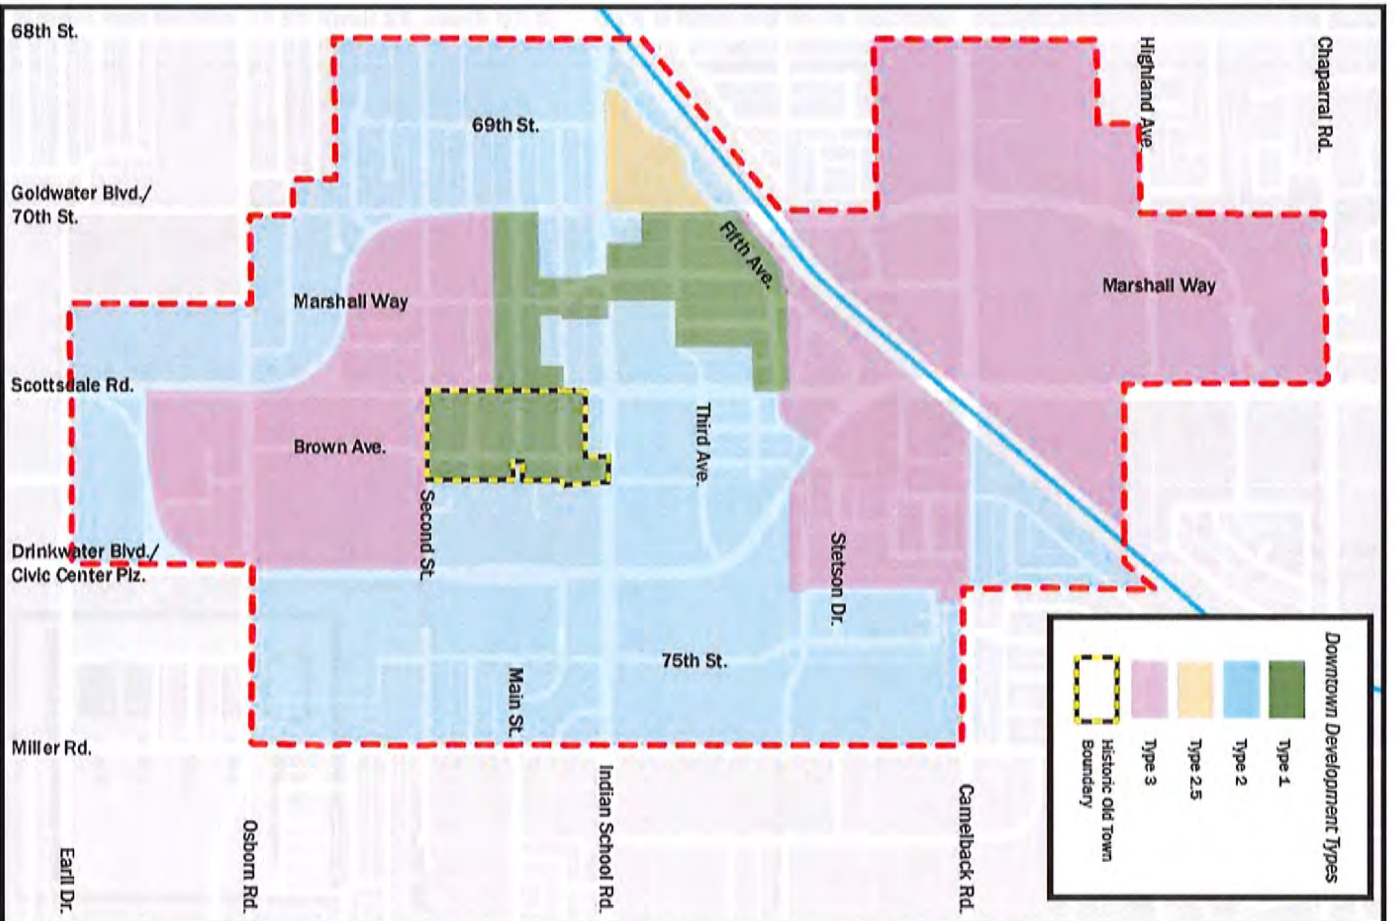 68th St.
69th St.
Goldwater Blvd./
70th St.
Marshall Way
Scottsdale Rd.
Brown Ave.
Drinkwater Blvd./
Civic Center Plz.
75th St.
Miller Rd.
Marshall Way
Fifth Ave.
Third Ave.
Second St.
Stetson Dr.
Main St.
Highland Ave.
Chaparral Rd.
Earll Dr.
Osborn Rd.
Indian School Rd.
Camelback Rd.
Downtown Development Types
Type 1
Type 2
Type 2.5
Type 3
Historic old Town
Boundary